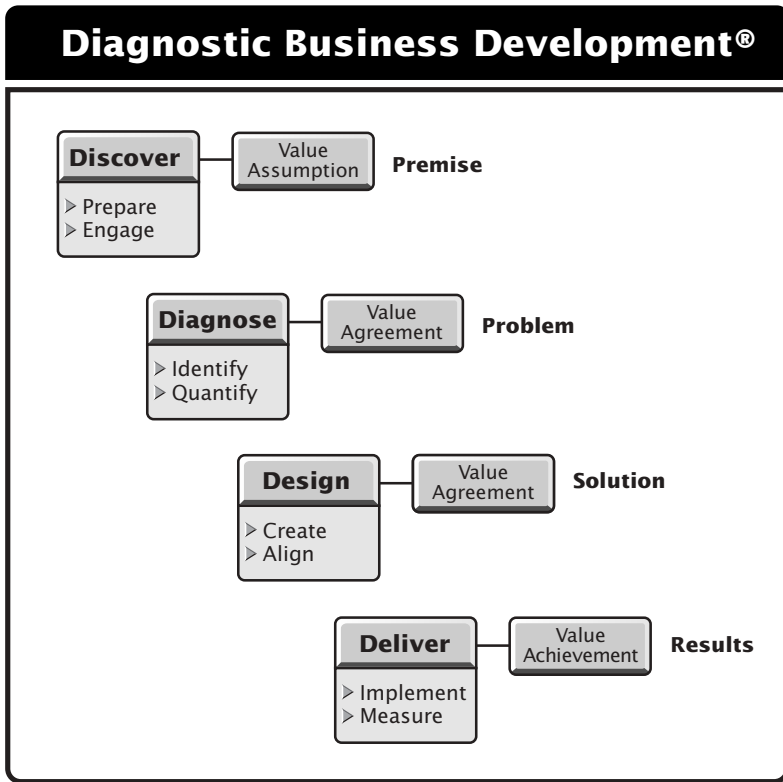 Diagnostic Business Development®
Discover
Value
Assumption
Premise
Prepare
Engage
Diagnose
Value
Agreement
Problem
Identify
Quantify
Design
Value
Agreement
Solution
Create
Align
Deliver
Value
Achievement
Results
Implement
Measure